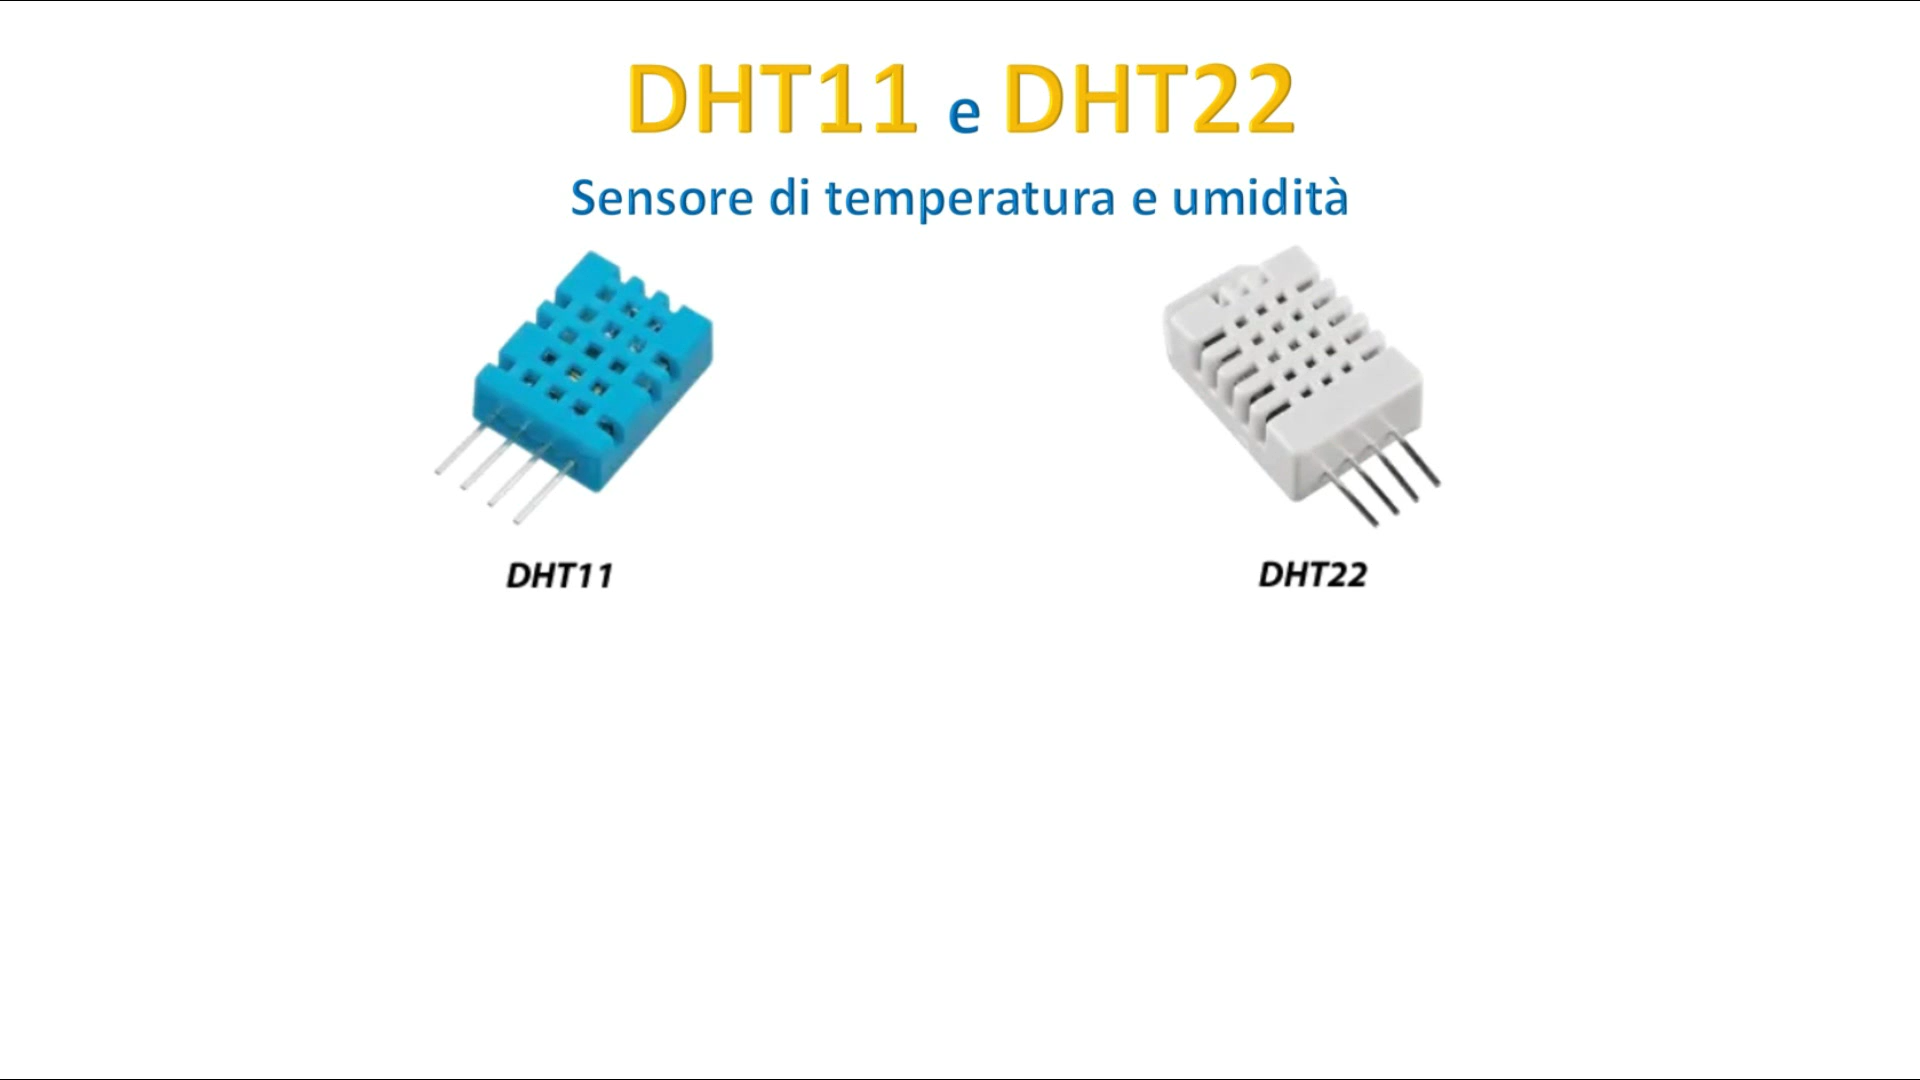 DHT11 e DHT22
Sensore di temperatura e umidità
DHT11
DHT22